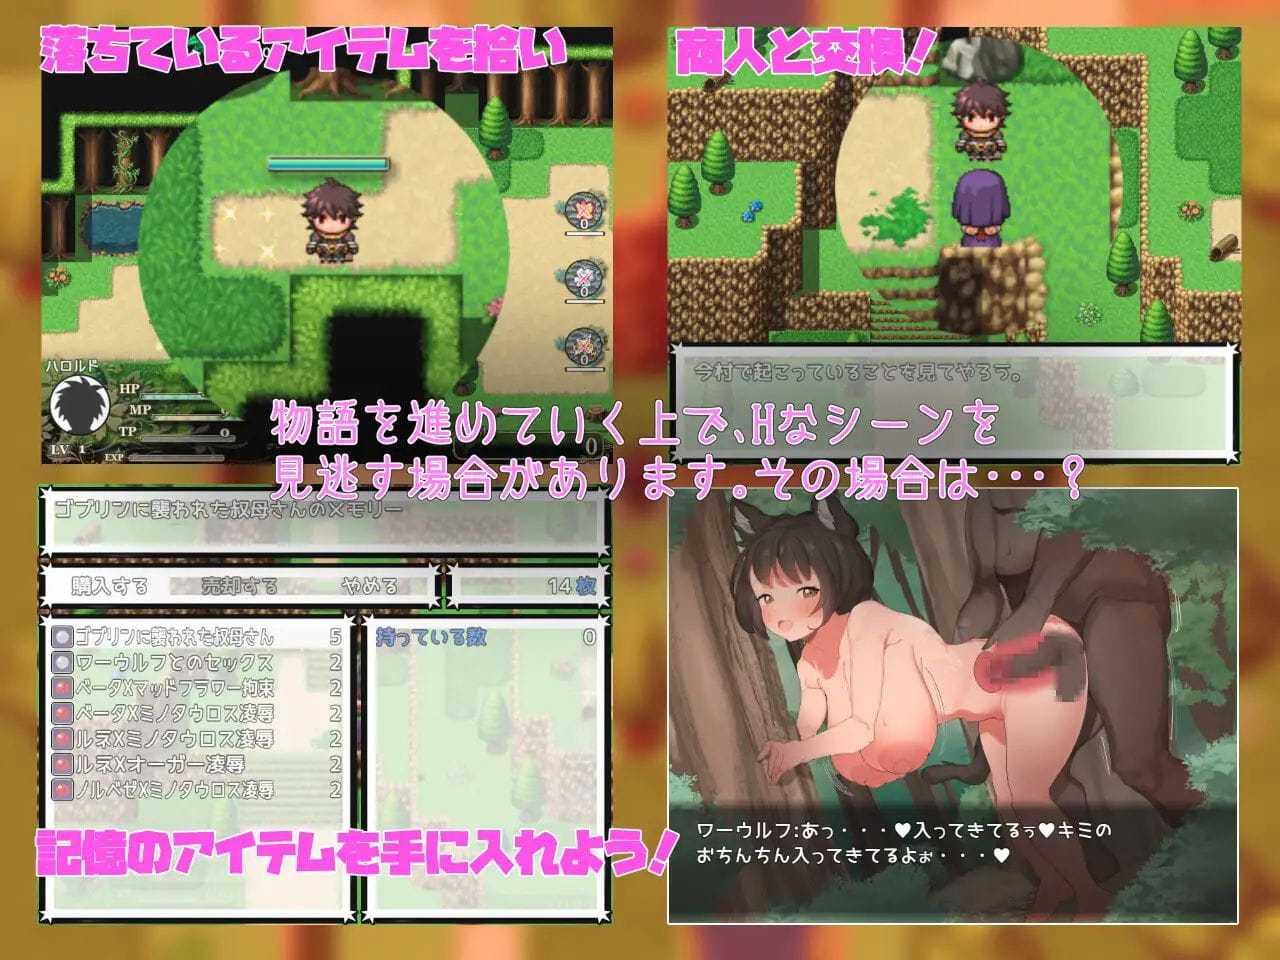 落ちているアイテムを拾い
商人と交換!
0
0
0
ハロルド
HP
MP
TP 0
LV 1
EXP
0
今村で起こっていることを見てやろう。
物語を進めていく上で、Hなシーンを
見逃す場合があります。その場合は・・・？
ゴブリンに襲われた叔母さんのメモリー
購入する 売却する やめる 14枚
ゴブリンに襲われた叔母さん 5
ワーウルフとのセックス 2
ベータXマッドフラワー拘束 2
ベータXミノタウロス凌辱 2
ルネXミノタウロス凌辱 2
ルネXオーガー凌辱 2
ノルベゼXミノタウロス凌辱 2
持っている数 0
記憶のアイテムを手に入れよう!
ワーウルフ:あっ・・・♥入ってきてるぅ♥キミの
おちんちん入ってきてるよぉ・・・♥